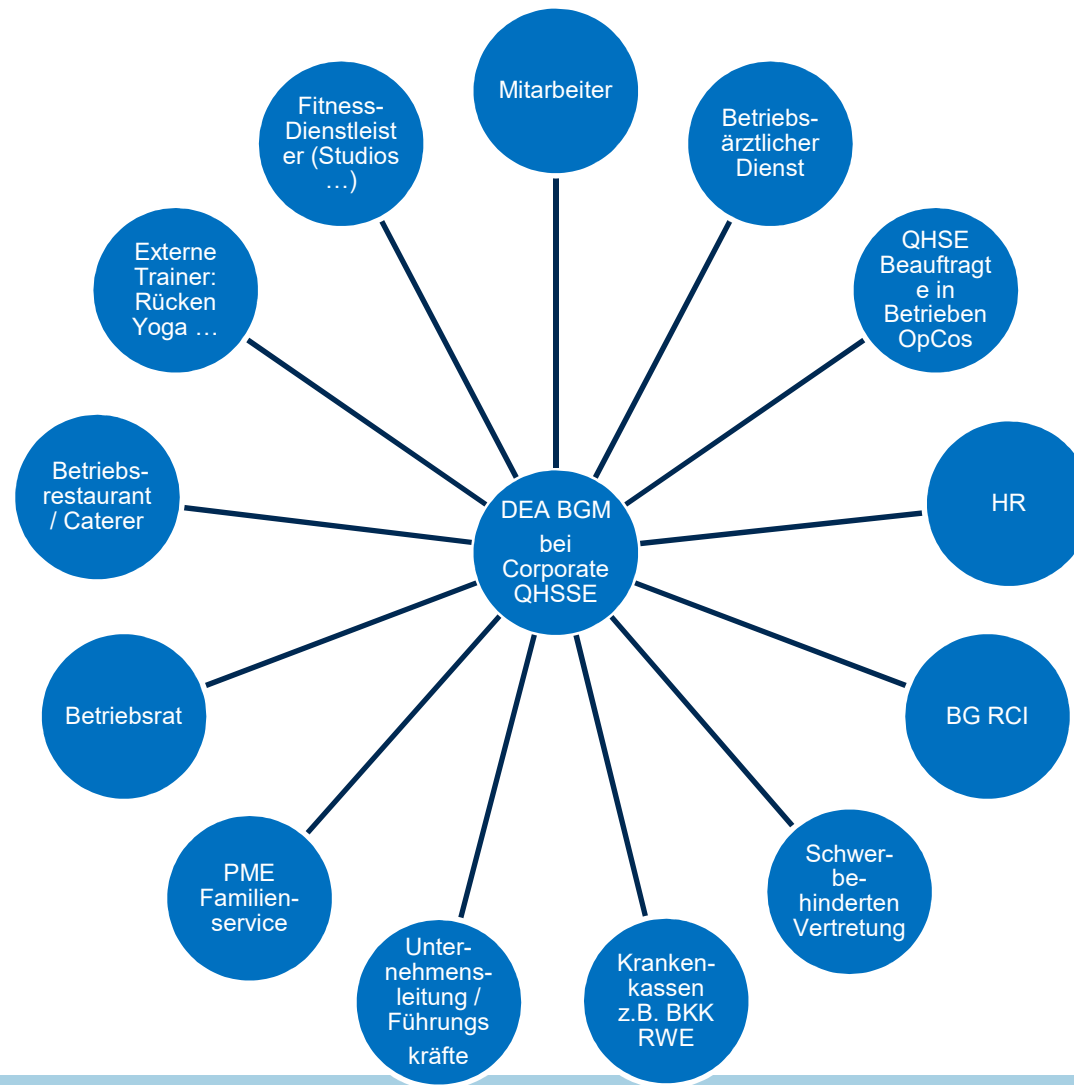 Mitarbeiter
Betriebs-
ärztlicher
Dienst
QHSE
Beauftragt
e in
Betrieben
OpCos
HR
BG RCI
Schwer-
be-
hinderten
Vertretung
Kranken-
kassen
z.B. BKK
RWE
Unter-
nehmens-
leitung /
Führungs
kräfte
PME
Familien-
service
Betriebsrat
Betriebs-
restaurant
/ Caterer
Externe
Trainer:
Rücken
Yoga …
Fitness-
Dienstleist
er (Studios
…)
DEA BGM
bei
Corporate
QHSSE